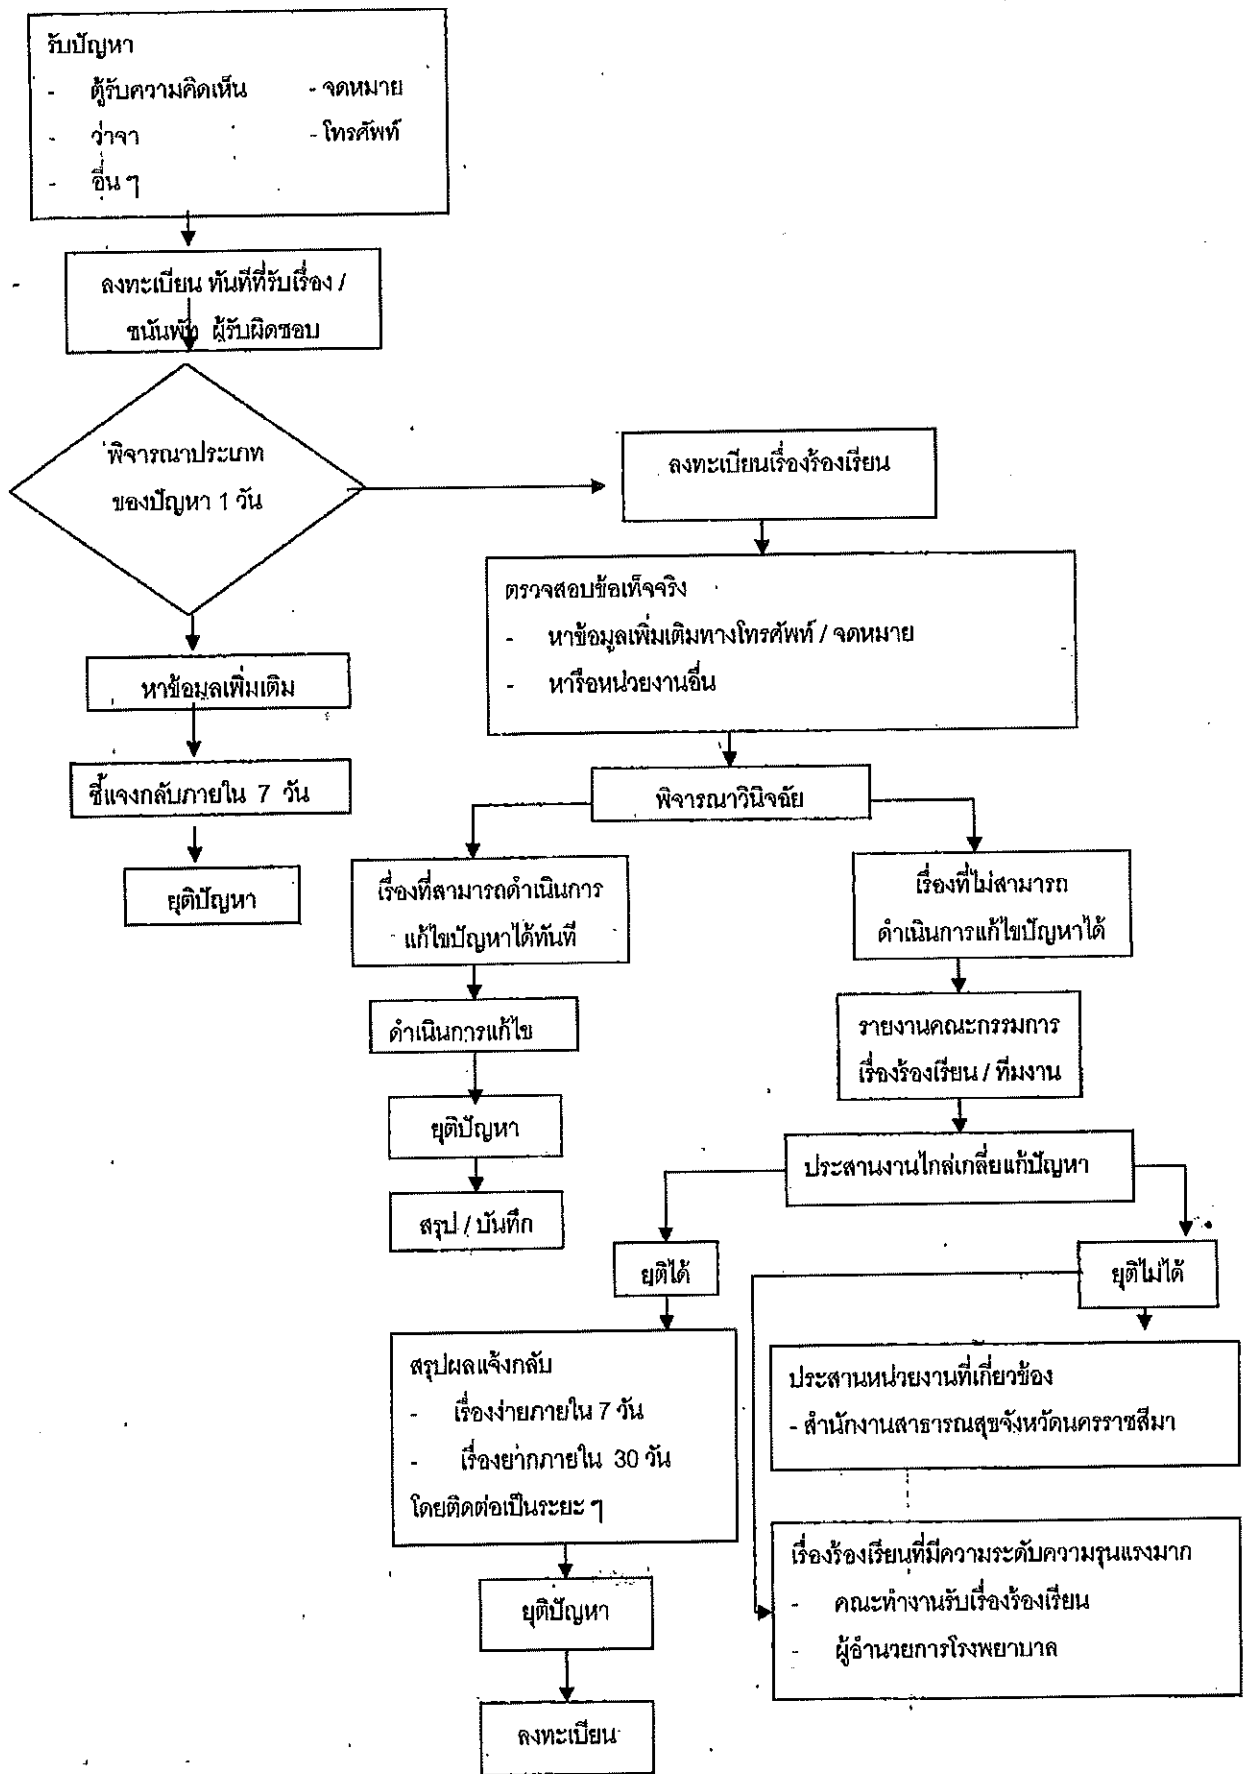 รับปัญหา
- ตู้รับความคิดเห็น - จดหมาย
- ว่าจา - โทรศัพท์
- อื่น ๆ
ลงทะเบียน ทันทีที่รับเรื่อง /
ผู้รับผิดชอบ
พิจารณาประเภท
ของปัญหา 1 วัน
หาข้อมูลเพิ่มเติม
ชี้แจงกลับภายใน 7 วัน
ยุติปัญหา
ลงทะเบียนเรื่องร้องเรียน
ตรวจสอบข้อเท็จจริง
- หาข้อมูลเพิ่มเติมทางโทรศัพท์ / จดหมาย
- หารือหน่วยงานอื่น
พิจารณาวินิจฉัย
เรื่องที่สามารถดำเนินการ
แก้ไขปัญหาได้ทันที
ดำเนินการแก้ไข
ยุติปัญหา
สรุป / บันทึก
เรื่องที่ไม่สามารถ
ดำเนินการแก้ไขปัญหาได้
รายงานคณะกรรมการ
เรื่องร้องเรียน / ทีมงาน
ประสานงานไกล่เกลี่ยแก้ปัญหา
ยุติได้
สรุปผลแจ้งกลับ
- เรื่องง่ายภายใน 7 วัน
- เรื่องยากภายใน 30 วัน
โดยติดต่อเป็นระยะ ๆ
ยุติปัญหา
ลงทะเบียน
ยุติไม่ได้
ประสานหน่วยงานที่เกี่ยวข้อง
- สำนักงานสาธารณสุขจังหวัดนครราชสีมา
เรื่องร้องเรียนที่มีความระดับความรุนแรงมาก
- คณะทำงานรับเรื่องร้องเรียน
- ผู้อำนวยการโรงพยาบาล